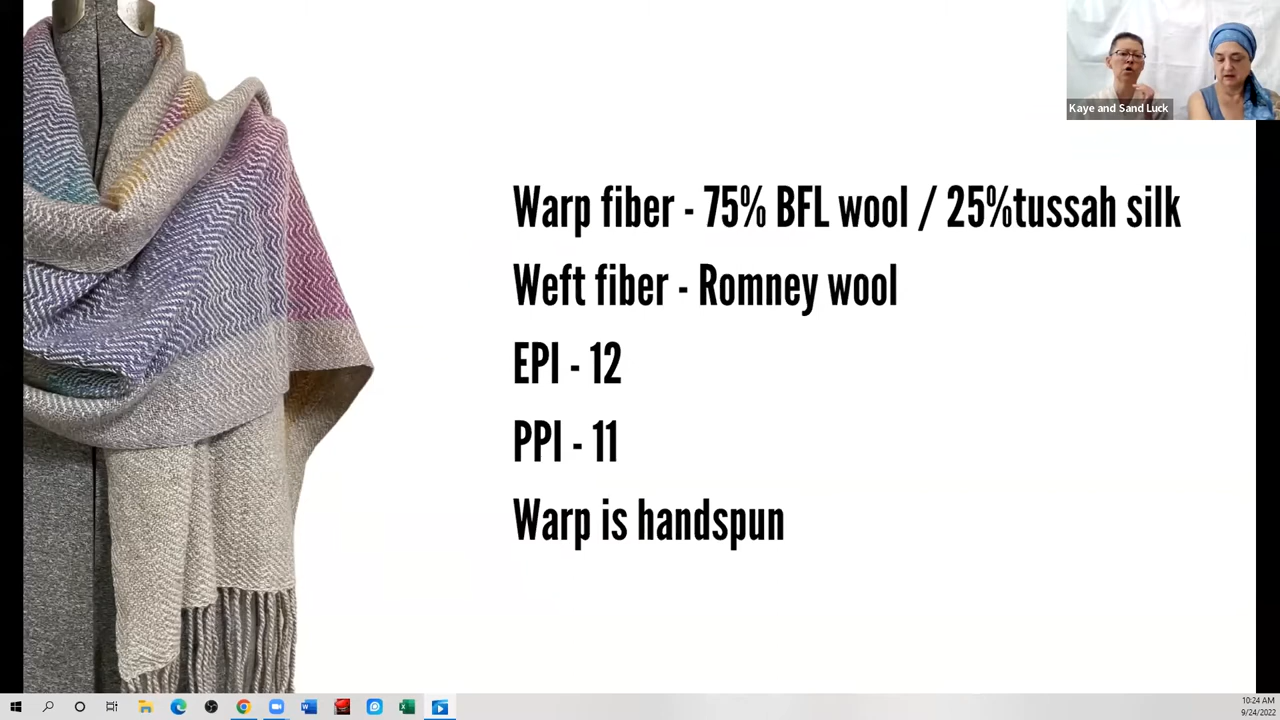 Kaye and Sand Luck
Warp fiber - 75% BFL wool / 25%tussah silk
Weft fiber - Romney wool
EPI - 12
PPI - 11
Warp is handspun
10:24 AM
9/24/2022